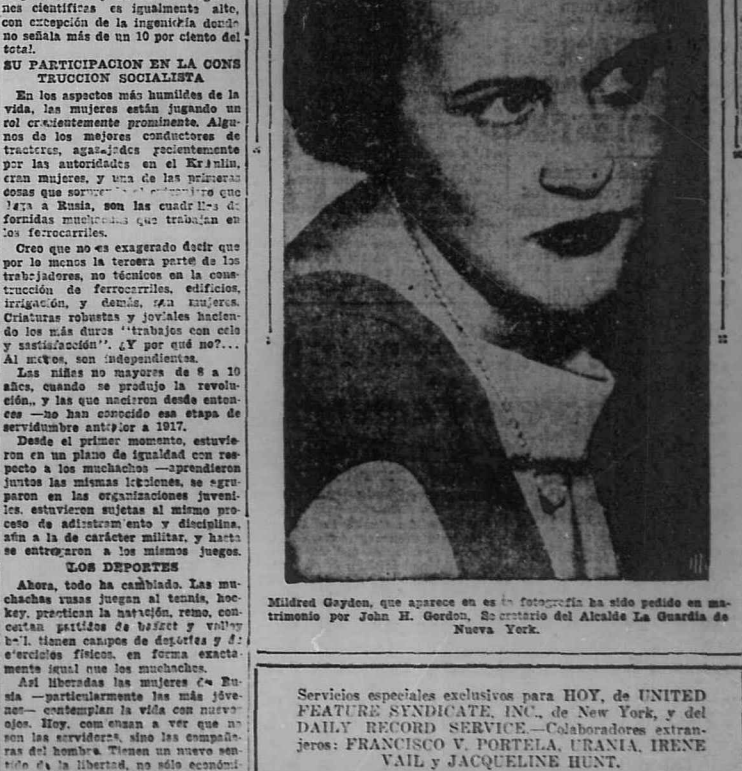 nes científicas es igualmente alto,
con excepción de la ingeniería donde
no señala más de un 10 por ciento del
total.
SU PARTICIPACION EN LA CONS
TRUCCION SOCIALISTA
En los aspectos más humildes de la
vida, las mujeres están jugando un
rol crecientemente prominente. Algu-
nos de los mejores conductores de
tractores, agasajados recientemente
por las autoridades en el Kremlin,
eran mujeres, y una de las primeras
cosas que que
llega a Rusia, son las cuadrillas de
fornidas muchachas que trabajan en
los ferrocarriles.
Creo que no es exagerado decir que
por lo menos la tercera parte de los
trabajadores, no técnicos en la cons-
trucción de ferrocarriles, edificios,
irrigación, y demás, son mujeres.
Criaturas robustas y joviales hacien-
do los más duros "trabajos con celo
y sastisfacción". ¿Y por qué no?...
Al menos, son independientes.
Las niñas no mayores de 8 a 10
años, cuando se produjo la revolu-
ción,, y las que nacieron desde enton-
ces —no han conocido esa etapa de
servidumbre anterior a 1917.
Desde el primer momento, estuvie-
ron en un plano de igualdad con res-
pecto a los muchachos —aprendieron
juntos las mismas lecciones, se agru-
paron en las organizaciones juveni-
les, estuvieron sujetas al mismo pro-
ceso de adiestramiento y disciplina,
aún a la de carácter militar, y hasta
se entregaron a los mismos juegos.
LOS DEPORTES
Ahora, todo ha cambiado. Las mu-
chachas rusas juegan al tennis, hoc-
key, practican la natación, remo, con-
ciertan partidos de basket y volley
ball, tienen campos de deportes y de
ejercicios físicos, en forma exacta-
mente igual que los muchachos.
Así liberadas las mujeres de Ru-
sia —particularmente las más jóve-
nes— contemplan la vida con nuevos
ojos. Hoy, comienzan a ver que no
son las servidoras, sino las compañe-
ras del hombre. Tienen un nuevo sen-
tido de la libertad, no sólo económi-
Mildred Gaydon, que aparece en esta fotografía ha sido pedido en ma-
trimonio por John H. Gordon, Secretario del Alcalde La Guardia de
Nueva York.
Servicios especiales exclusivos para HOY, de UNITED
FEATURE SYNDICATE, INC., de New York, y del
DAILY RECORD SERVICE.—Colaboradores extran-
jeros: FRANCISCO V. PORTELA, URANIA, IRENE
VAIL y JACQUELINE HUNT.